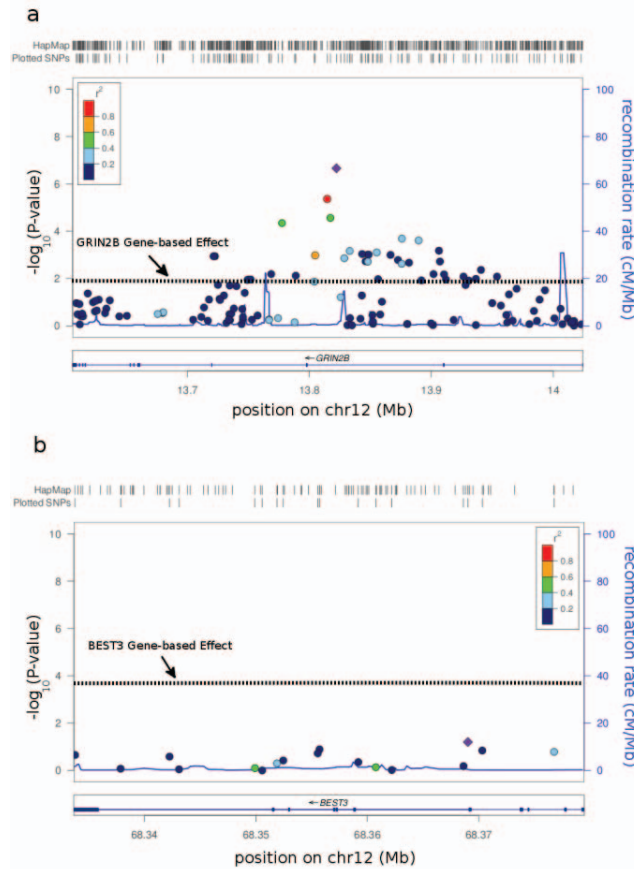 a
HapMap
Plotted SNPs
10
8
6
4
2
0
-log10(P-value)
100
80
60
40
20
0
recombination rate (cM/Mb)
r2
0.8
0.6
0.4
0.2
GRIN2B Gene-based Effect
←GRIN2B
13.7
13.8
13.9
14
position on chr12 (Mb)
b
HapMap
Plotted SNPs
10
8
6
4
2
0
-log10(P-value)
100
80
60
40
20
0
recombination rate (cM/Mb)
r2
0.8
0.6
0.4
0.2
BEST3 Gene-based Effect
←BEST3
68.34
68.35
68.36
68.37
position on chr12 (Mb)